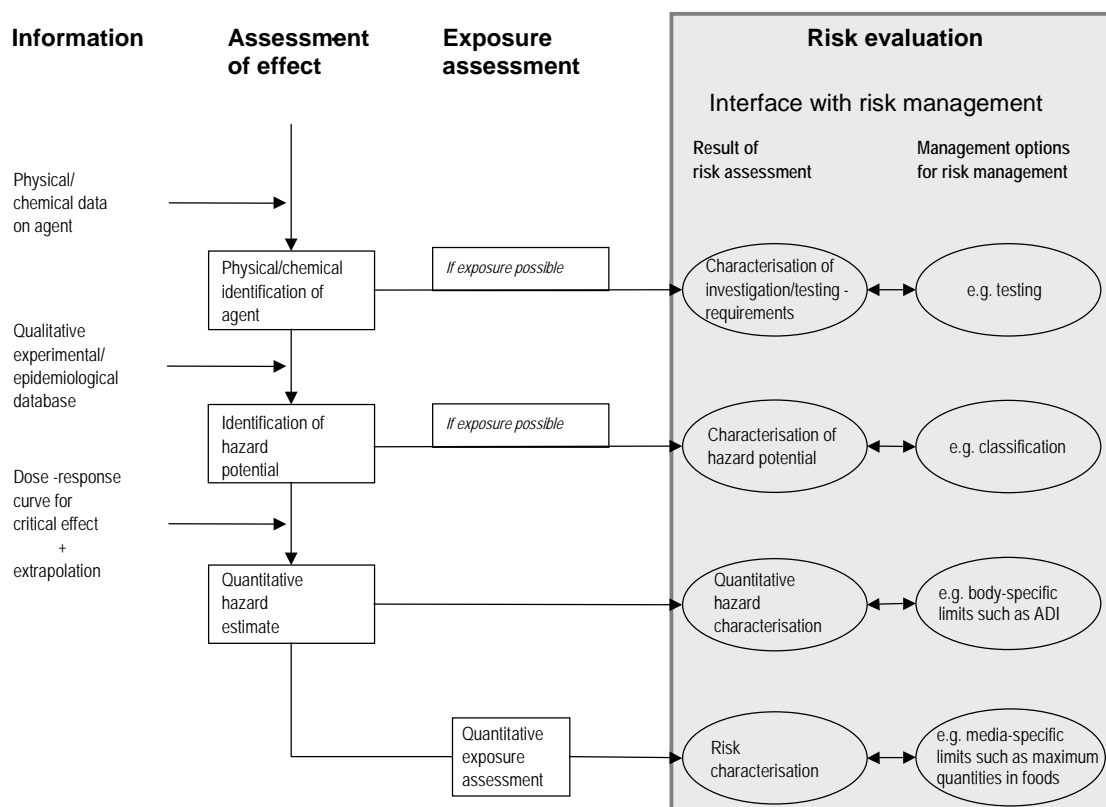 Information
Assessment
of effect
Exposure
assessment
Risk evaluation
Interface with risk management
Result of
risk assessment
Management options
for risk management
Physical/
chemical data
on agent
Physical/chemical
identification of
agent
If exposure possible
Characterisation of
investigation/testing -
requirements
e.g. testing
Qualitative
experimental/
epidemiological
database
Identification of
hazard
potential
If exposure possible
Characterisation of
hazard potential
e.g. classification
Dose -response
curve for
critical effect
+
extrapolation
Quantitative
hazard
estimate
Quantitative
hazard
characterisation
e.g. body-specific
limits such as ADI
Quantitative
exposure
assessment
Risk
characterisation
e.g. media-specific
limits such as maximum
quantities in foods